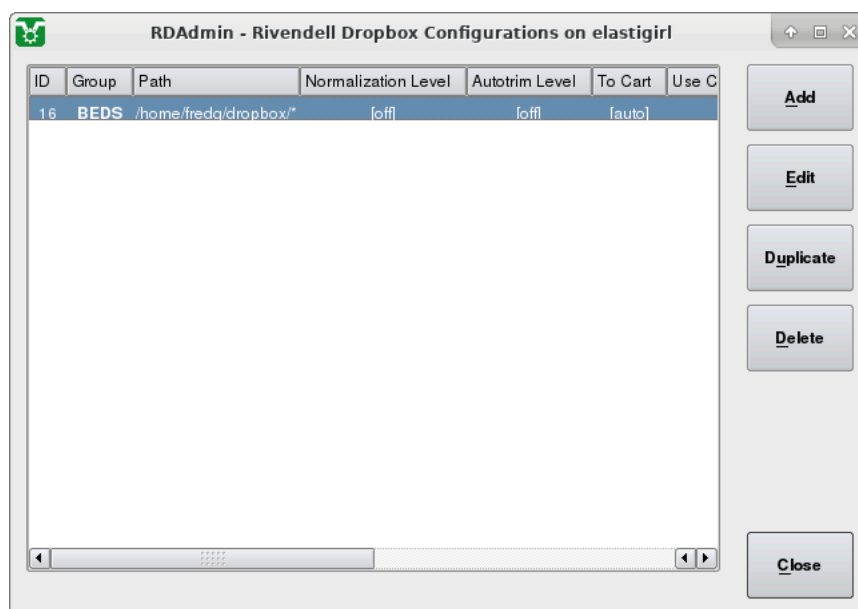 RDAdmin - Rivendell Dropbox Configurations on elastigirl
ID Group Path Normalization Level Autotrim Level To Cart Use C
16 BEDS /home/fredg/dropbox/* [off] [off] [auto]
Add
Edit
Duplicate
Delete
Close